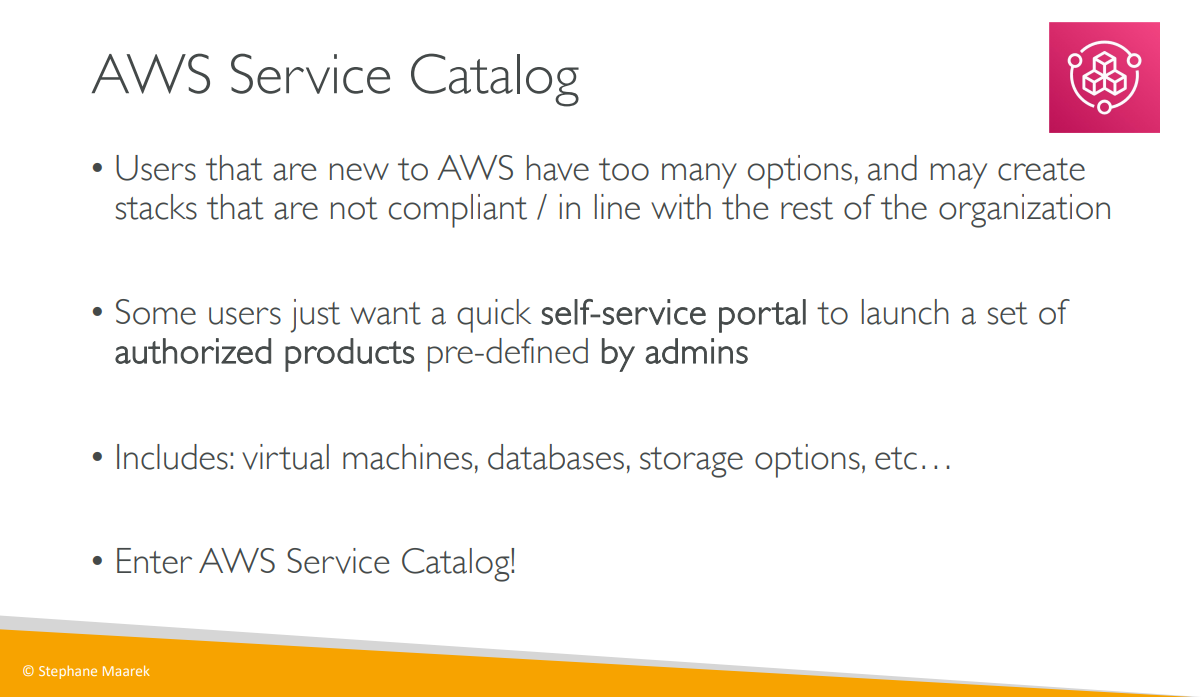 AWS Service Catalog
• Users that are new to AWS have too many options, and may create
stacks that are not compliant / in line with the rest of the organization
• Some users just want a quick self-service portal to launch a set of
authorized products pre-defined by admins
• Includes: virtual machines, databases, storage options, etc…
• Enter AWS Service Catalog!
© Stephane Maarek